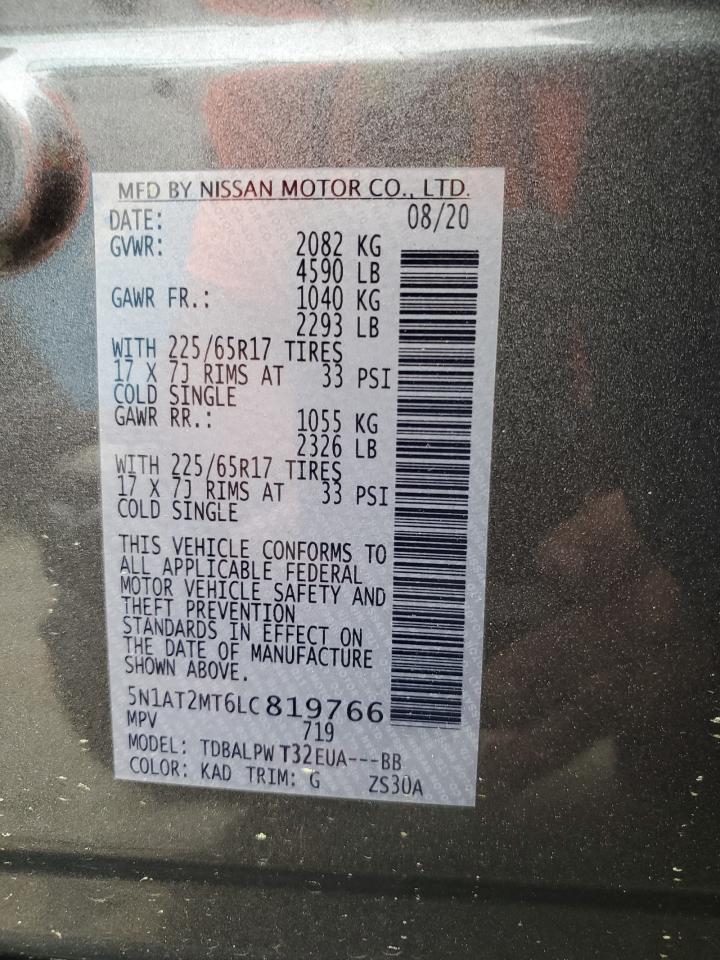 MFD BY NISSAN MOTOR CO., LTD.
DATE: 08/20
GVWR: 2082 KG
4590 LB
GAWR FR.: 1040 KG
2293 LB
WITH 225/65R17 TIRES
17 X 7J RIMS AT 33 PSI
COLD SINGLE
GAWR RR.: 1055 KG
2326 LB
WITH 225/65R17 TIRES
17 X 7J RIMS AT 33 PSI
COLD SINGLE
THIS VEHICLE CONFORMS TO
ALL APPLICABLE FEDERAL
MOTOR VEHICLE SAFETY AND
THEFT PREVENTION
STANDARDS IN EFFECT ON
THE DATE OF MANUFACTURE
SHOWN ABOVE.
5N1AT2MT6LC819766
MPV 719
MODEL: TDBALPWT32EUA---BB
COLOR: KAD TRIM: G ZS30A